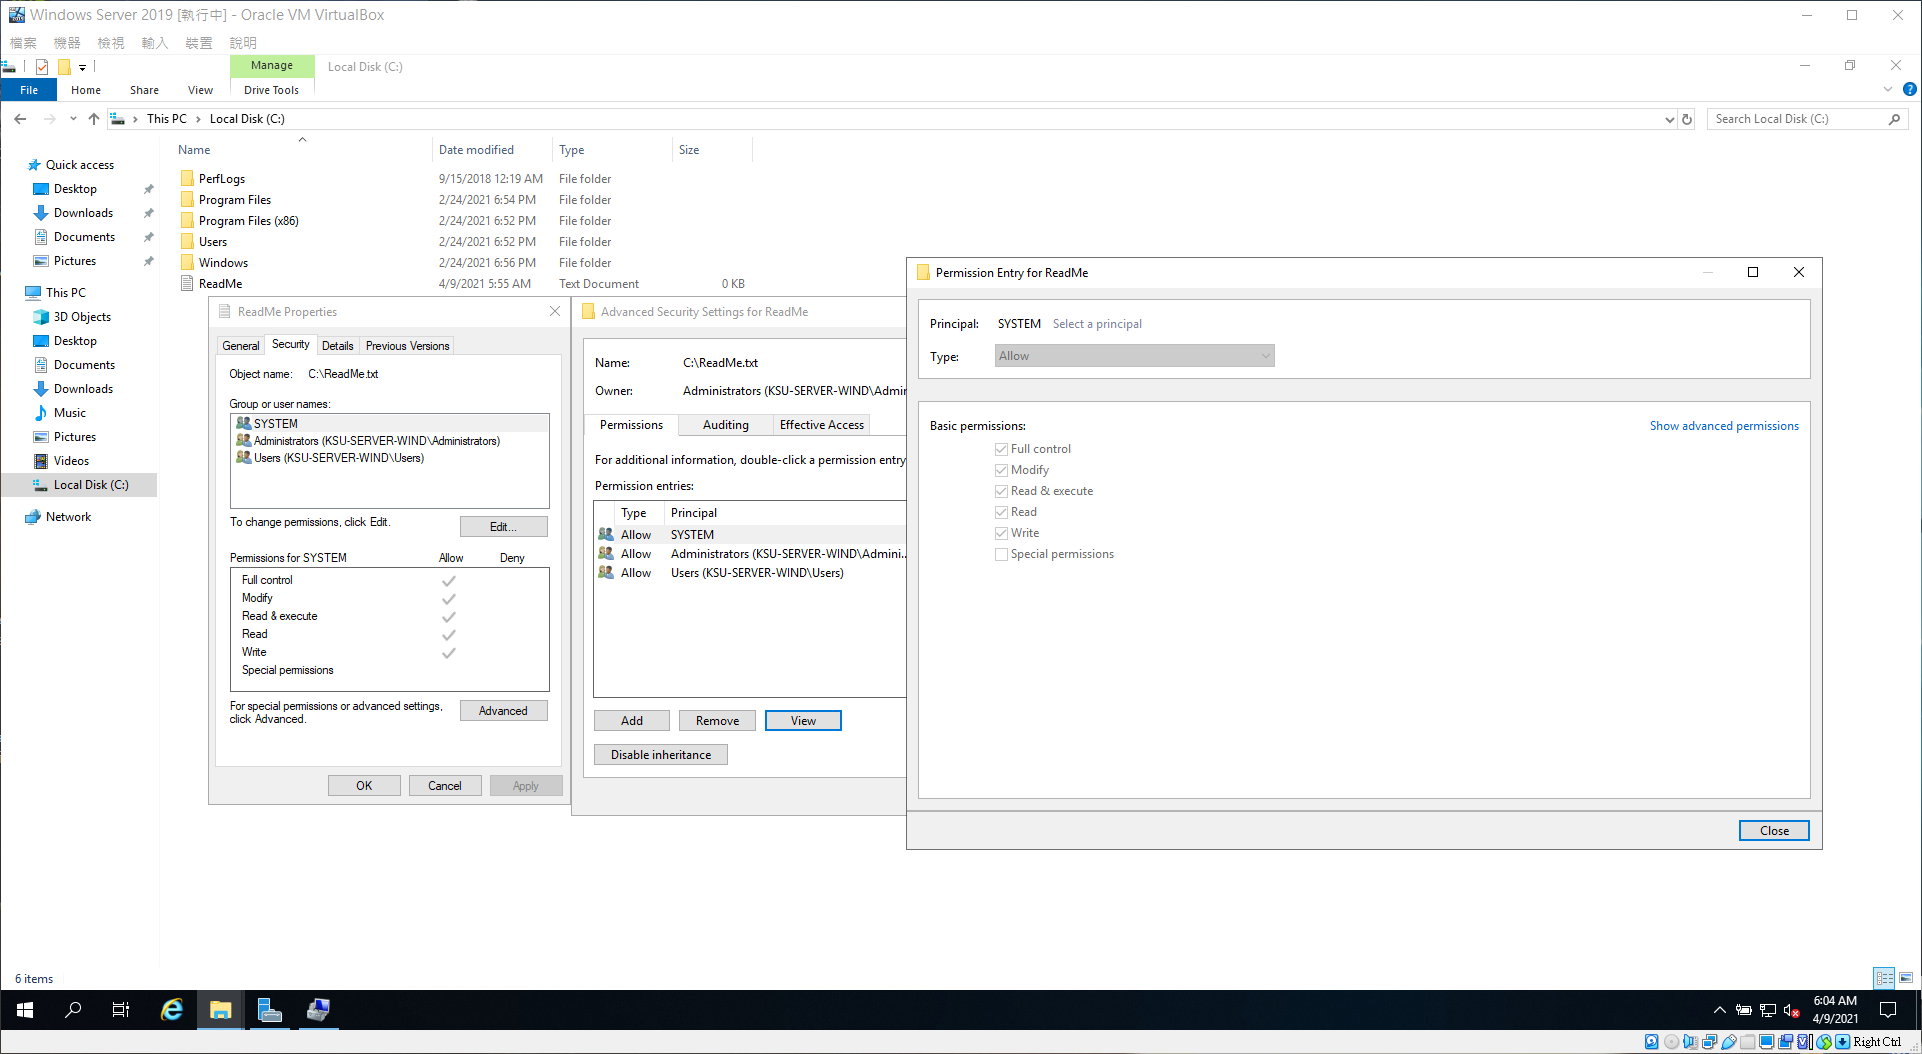 Windows Server 2019 [執行中] - Oracle VM VirtualBox
檔案 機器 檢視 輸入 裝置 說明
Manage Local Disk (C:)
File Home Share View Drive Tools
This PC Local Disk (C:) Search Local Disk (C:)
Name Date modified Type Size
PerfLogs 9/15/2018 12:19 AM File folder
Program Files 2/24/2021 6:54 PM File folder
Program Files (x86) 2/24/2021 6:52 PM File folder
Users 2/24/2021 6:52 PM File folder
Windows 2/24/2021 6:56 PM File folder
ReadMe 4/9/2021 5:55 AM Text Document 0 KB
Quick access
Desktop
Downloads
Documents
Pictures
This PC
3D Objects
Desktop
Documents
Downloads
Music
Pictures
Videos
Local Disk (C:)
Network
ReadMe Properties
General Security Details Previous Versions
Object name: C:\ReadMe.txt
Group or user names:
SYSTEM
Administrators (KSU-SERVER-WIND\Administrators)
Users (KSU-SERVER-WIND\Users)
To change permissions, click Edit. Edit...
Permissions for SYSTEM Allow Deny
Full control
Modify
Read & execute
Read
Write
Special permissions
For special permissions or advanced settings,
click Advanced. Advanced
OK Cancel Apply
Advanced Security Settings for ReadMe
Name: C:\ReadMe.txt
Owner: Administrators (KSU-SERVER-WIND\Admin
Permissions Auditing Effective Access
For additional information, double-click a permission entry
Permission entries:
Type Principal
Allow SYSTEM
Allow Administrators (KSU-SERVER-WIND\Admini..
Allow Users (KSU-SERVER-WIND\Users)
Add Remove View
Disable inheritance
Permission Entry for ReadMe
Principal: SYSTEM Select a principal
Type: Allow
Basic permissions: Show advanced permissions
Full control
Modify
Read & execute
Read
Write
Special permissions
Close
6 items
6:04 AM
4/9/2021
Right Ctrl